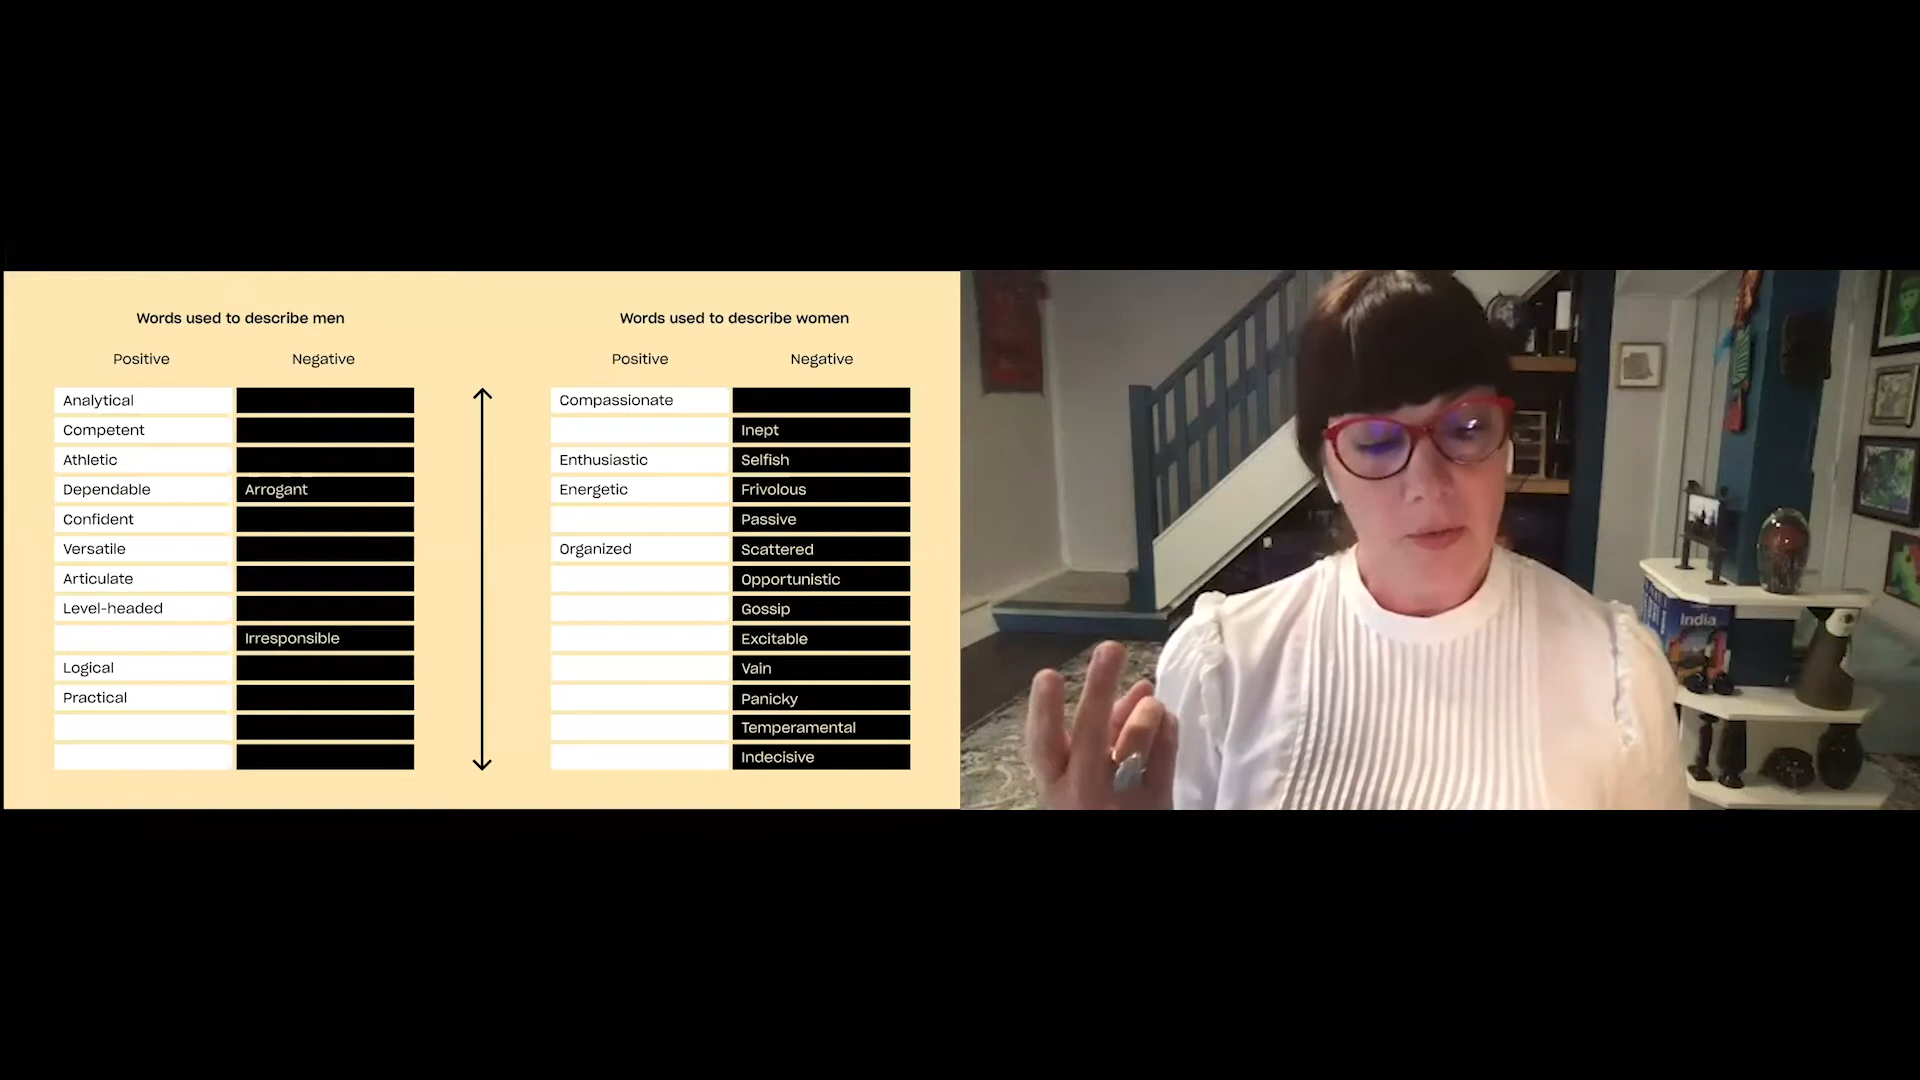 Words used to describe men
Positive Negative
Analytical
Competent
Athletic
Dependable Arrogant
Confident
Versatile
Articulate
Level-headed
Irresponsible
Logical
Practical
Words used to describe women
Positive Negative
Compassionate
Inept
Enthusiastic Selfish
Energetic Frivolous
Passive
Organized Scattered
Opportunistic
Gossip
Excitable
Vain
Panicky
Temperamental
Indecisive
India